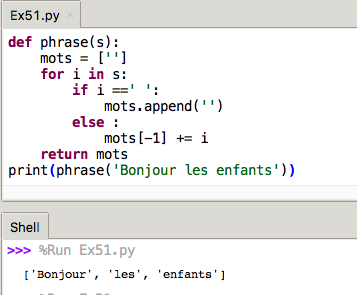 Ex51.py ×
def phrase(s):
    mots = ['']
    for i in s:
        if i ==' ':
            mots.append('')
        else :
            mots[-1] += i
    return mots
print(phrase('Bonjour les enfants'))
Shell
>>> %Run Ex51.py
['Bonjour', 'les', 'enfants']